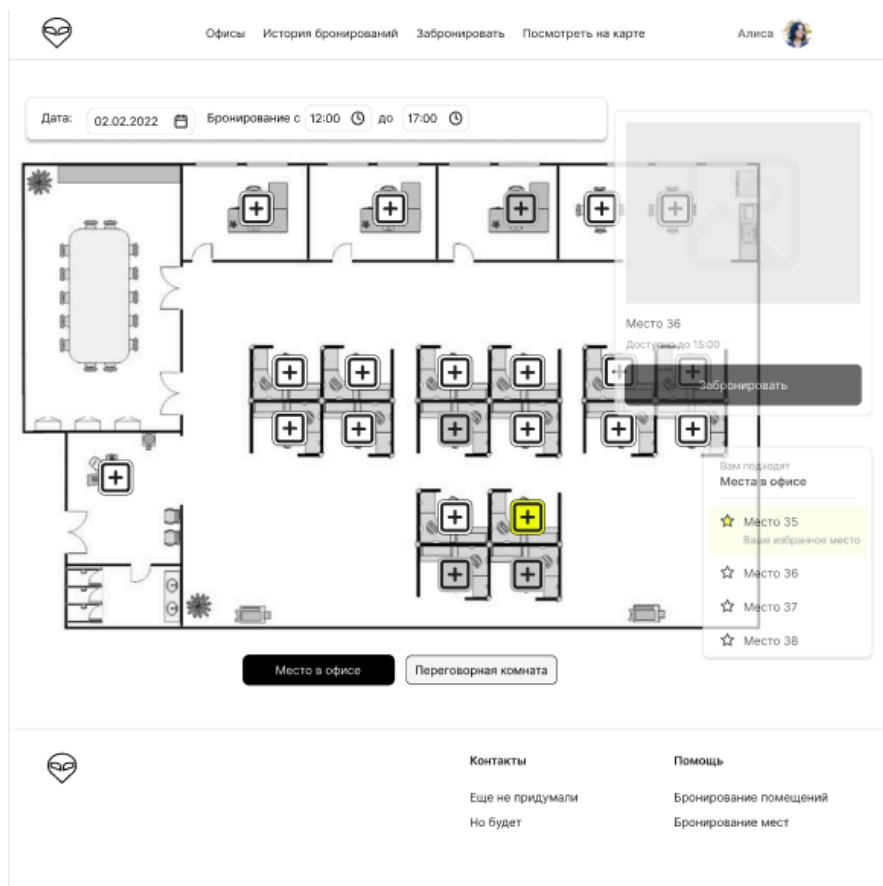 Офисы История бронирований Забронировать Посмотреть на карте Алиса
Дата: 02.02.2022 Бронирование с 12:00 до 17:00
Место 36
Доступно до 15:00
Забронировать
Вам подходят
Места в офисе
Место 35
Ваше избранное место
Место 36
Место 37
Место 38
Место в офисе Переговорная комната
Контакты Помощь
Еще не придумали Бронирование помещений
Но будет Бронирование мест